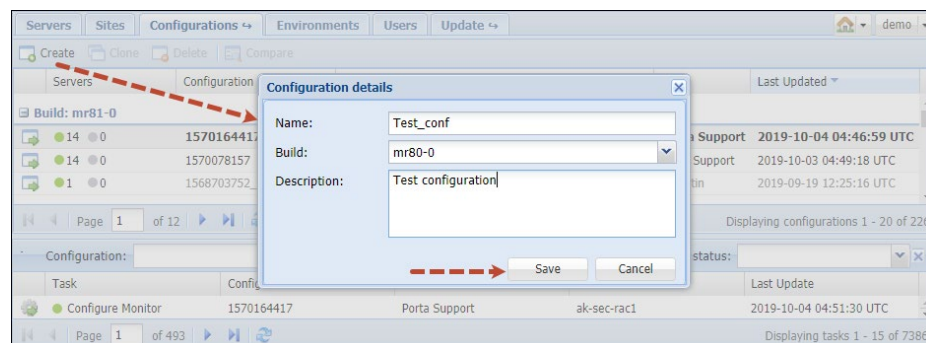 Servers Sites Configurations ↪ Environments Users Update ↪ demo
Create Clone Delete Compare
Servers Configuration Last Updated
Build: mr81-0
14 0 1570164417 Support 2019-10-04 04:46:59 UTC
14 0 1570078157 Support 2019-10-03 04:49:18 UTC
1 0 1568703752_ tin 2019-09-19 12:25:16 UTC
Page 1 of 12 Displaying configurations 1 - 20 of 226
Configuration details
Name: Test_conf
Build: mr80-0
Description: Test configuration
Save Cancel
Configuration: status:
Task Config Last Update
Configure Monitor 1570164417 Porta Support ak-sec-rac1 2019-10-04 04:51:30 UTC
Page 1 of 493 Displaying tasks 1 - 15 of 7386